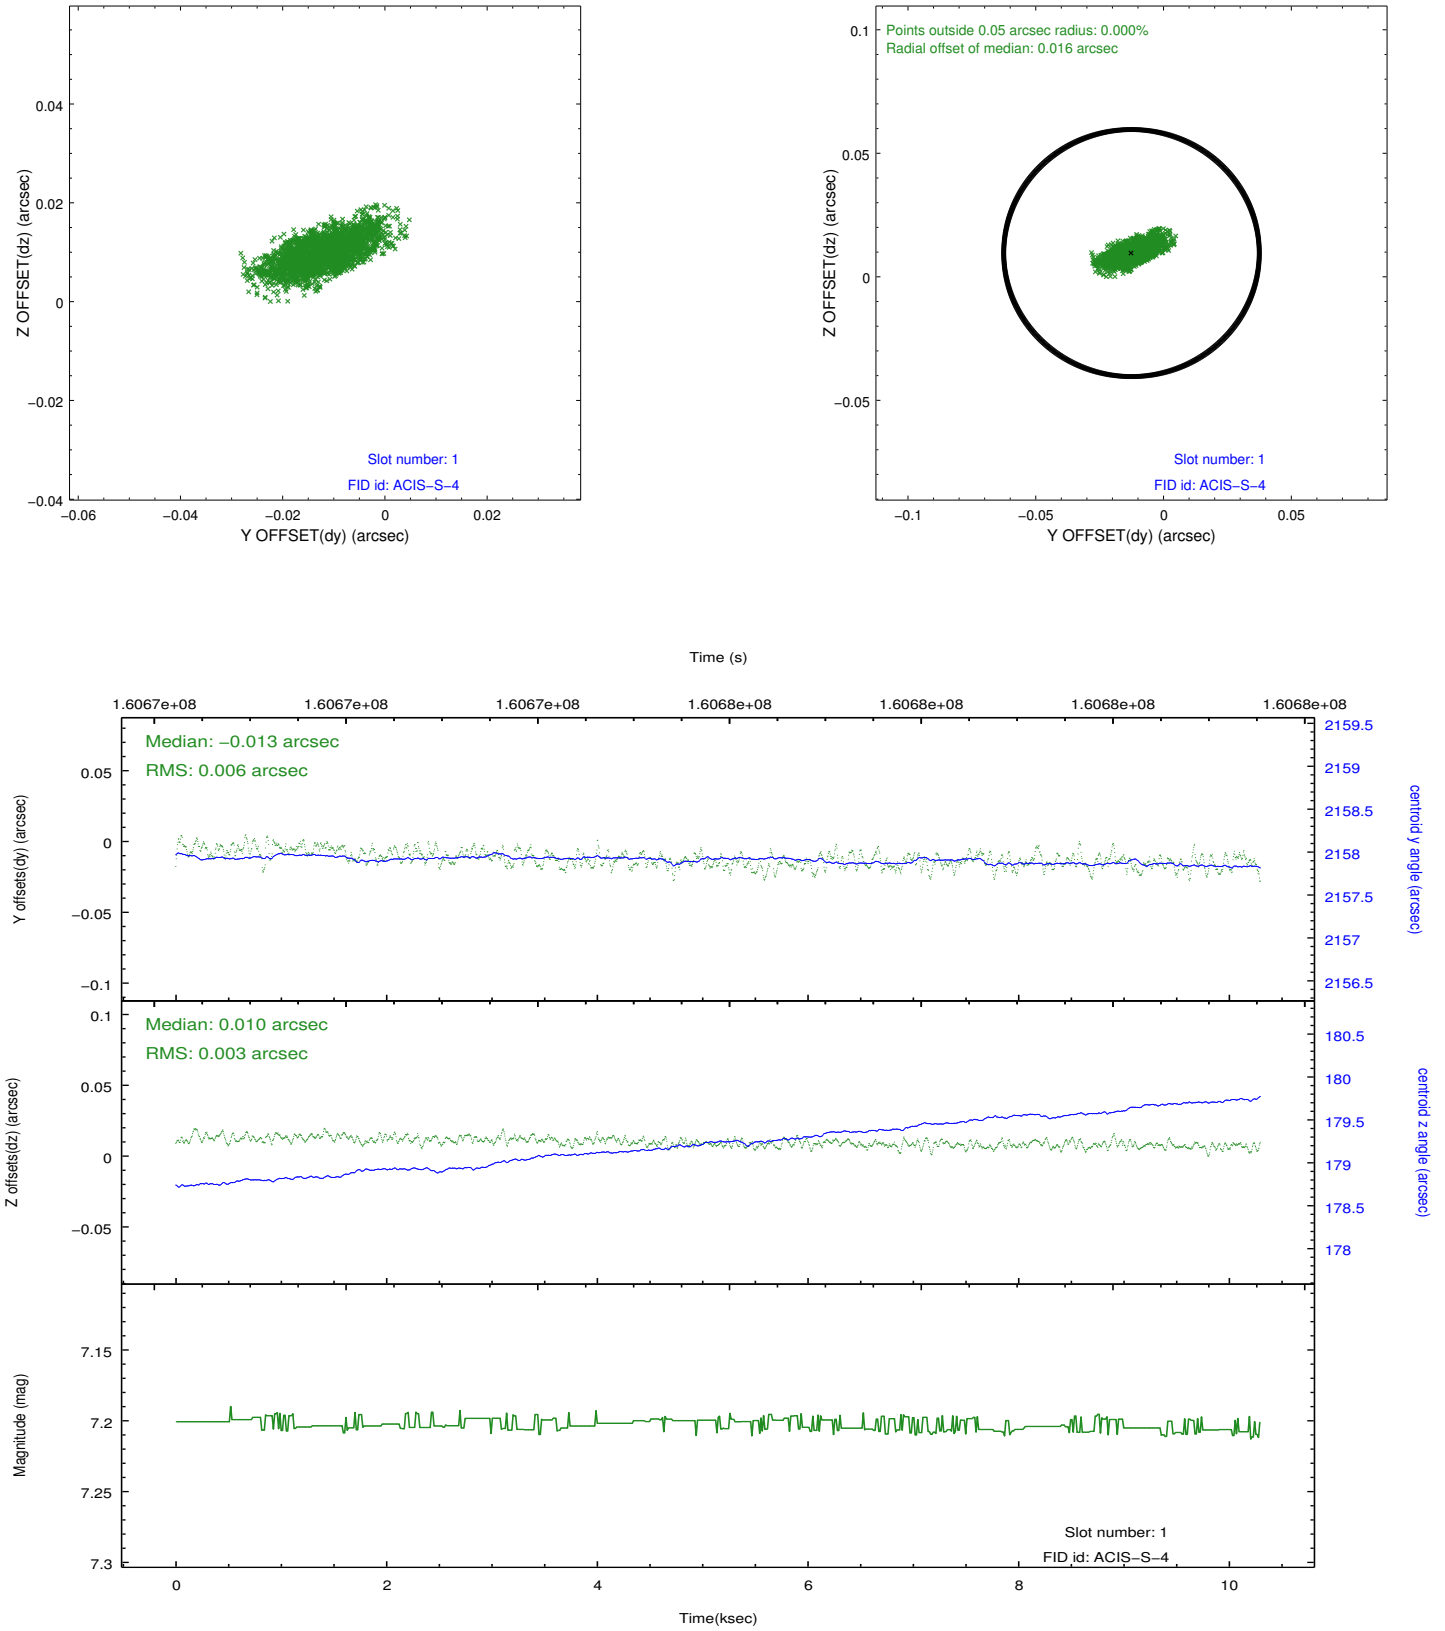 0.04
0.02
0
−0.02
−0.04
−0.06
−0.04
−0.02
0
0.02
Z OFFSET(dz) (arcsec)
Y OFFSET(dy) (arcsec)
Slot number: 1
FID id: ACIS−S−4
Points outside 0.05 arcsec radius: 0.000%
Radial offset of median: 0.016 arcsec
0.1
0.05
0
−0.05
−0.1
−0.05
0
0.05
Z OFFSET(dz) (arcsec)
Y OFFSET(dy) (arcsec)
Slot number: 1
FID id: ACIS−S−4
Time (s)
1.6067e+08
1.6067e+08
1.6067e+08
1.6068e+08
1.6068e+08
1.6068e+08
1.6068e+08
Median: −0.013 arcsec
RMS: 0.006 arcsec
0.05
0
−0.05
−0.1
Y offsets(dy) (arcsec)
2159.5
2159
2158.5
2158
2157.5
2157
2156.5
centroid y angle (arcsec)
Median: 0.010 arcsec
RMS: 0.003 arcsec
0.1
0.05
0
−0.05
Z offsets(dz) (arcsec)
180.5
180
179.5
179
178.5
178
centroid z angle (arcsec)
7.15
7.2
7.25
7.3
Magnitude (mag)
Slot number: 1
FID id: ACIS−S−4
0
2
4
6
8
10
Time(ksec)